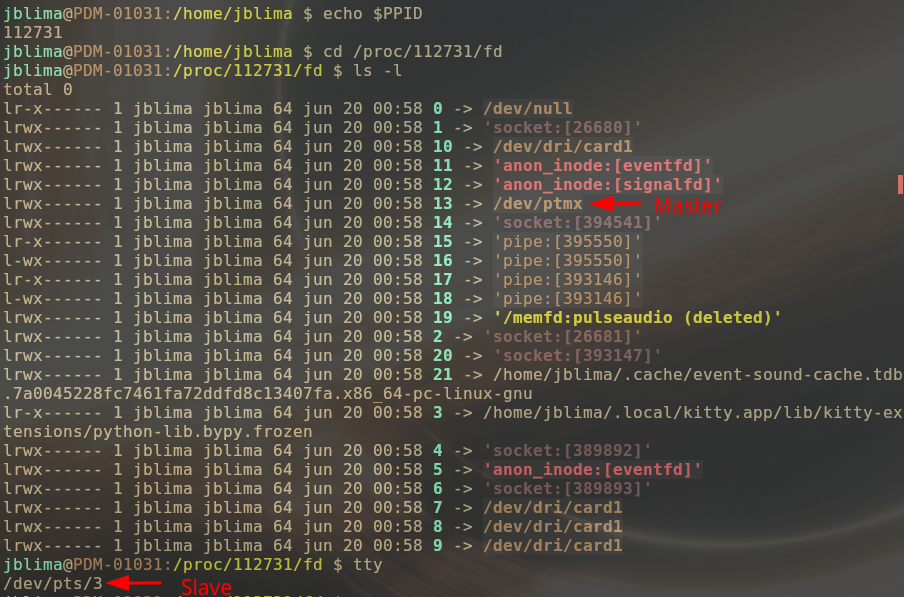 jblima@PDM-01031:/home/jblima $ echo $PPID
112731
jblima@PDM-01031:/home/jblima $ cd /proc/112731/fd
jblima@PDM-01031:/proc/112731/fd $ ls -l
total 0
lr-x------ 1 jblima jblima 64 jun 20 00:58 0 -> /dev/null
lrwx------ 1 jblima jblima 64 jun 20 00:58 1 -> 'socket:[26680]'
lrwx------ 1 jblima jblima 64 jun 20 00:58 10 -> /dev/dri/card1
lrwx------ 1 jblima jblima 64 jun 20 00:58 11 -> 'anon_inode:[eventfd]'
lrwx------ 1 jblima jblima 64 jun 20 00:58 12 -> 'anon_inode:[signalfd]'
lrwx------ 1 jblima jblima 64 jun 20 00:58 13 -> /dev/ptmx Master
lrwx------ 1 jblima jblima 64 jun 20 00:58 14 -> 'socket:[394541]'
lr-x------ 1 jblima jblima 64 jun 20 00:58 15 -> 'pipe:[395550]'
l-wx------ 1 jblima jblima 64 jun 20 00:58 16 -> 'pipe:[395550]'
lr-x------ 1 jblima jblima 64 jun 20 00:58 17 -> 'pipe:[393146]'
l-wx------ 1 jblima jblima 64 jun 20 00:58 18 -> 'pipe:[393146]'
lrwx------ 1 jblima jblima 64 jun 20 00:58 19 -> '/memfd:pulseaudio (deleted)'
lrwx------ 1 jblima jblima 64 jun 20 00:58 2 -> 'socket:[26681]'
lrwx------ 1 jblima jblima 64 jun 20 00:58 20 -> 'socket:[393147]'
lrwx------ 1 jblima jblima 64 jun 20 00:58 21 -> /home/jblima/.cache/event-sound-cache.tdb
.7a0045228fc7461fa72ddfd8c13407fa.x86_64-pc-linux-gnu
lr-x------ 1 jblima jblima 64 jun 20 00:58 3 -> /home/jblima/.local/kitty.app/lib/kitty-ex
tensions/python-lib.bypy.frozen
lrwx------ 1 jblima jblima 64 jun 20 00:58 4 -> 'socket:[389892]'
lrwx------ 1 jblima jblima 64 jun 20 00:58 5 -> 'anon_inode:[eventfd]'
lrwx------ 1 jblima jblima 64 jun 20 00:58 6 -> 'socket:[389893]'
lrwx------ 1 jblima jblima 64 jun 20 00:58 7 -> /dev/dri/card1
lrwx------ 1 jblima jblima 64 jun 20 00:58 8 -> /dev/dri/card1
lrwx------ 1 jblima jblima 64 jun 20 00:58 9 -> /dev/dri/card1
jblima@PDM-01031:/proc/112731/fd $ tty
/dev/pts/3 Slave